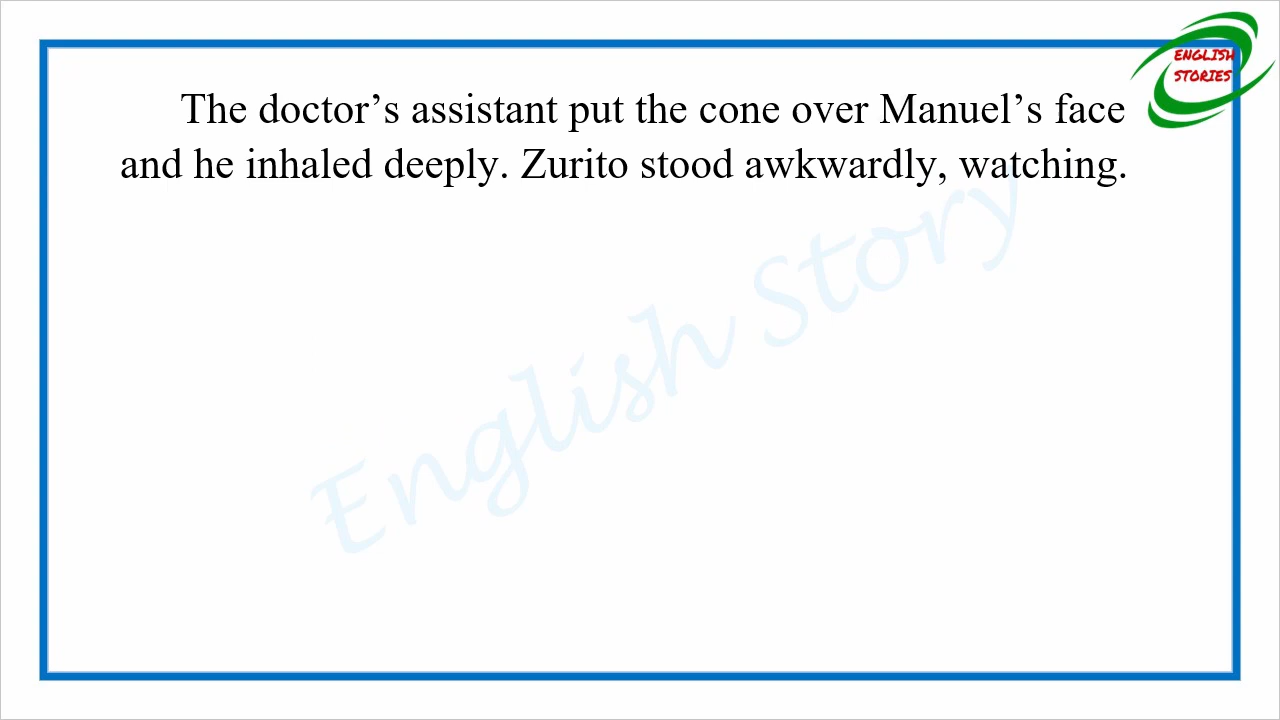 ENGLISH
STORIES
The doctor’s assistant put the cone over Manuel’s face
and he inhaled deeply. Zurito stood awkwardly, watching.
English Story